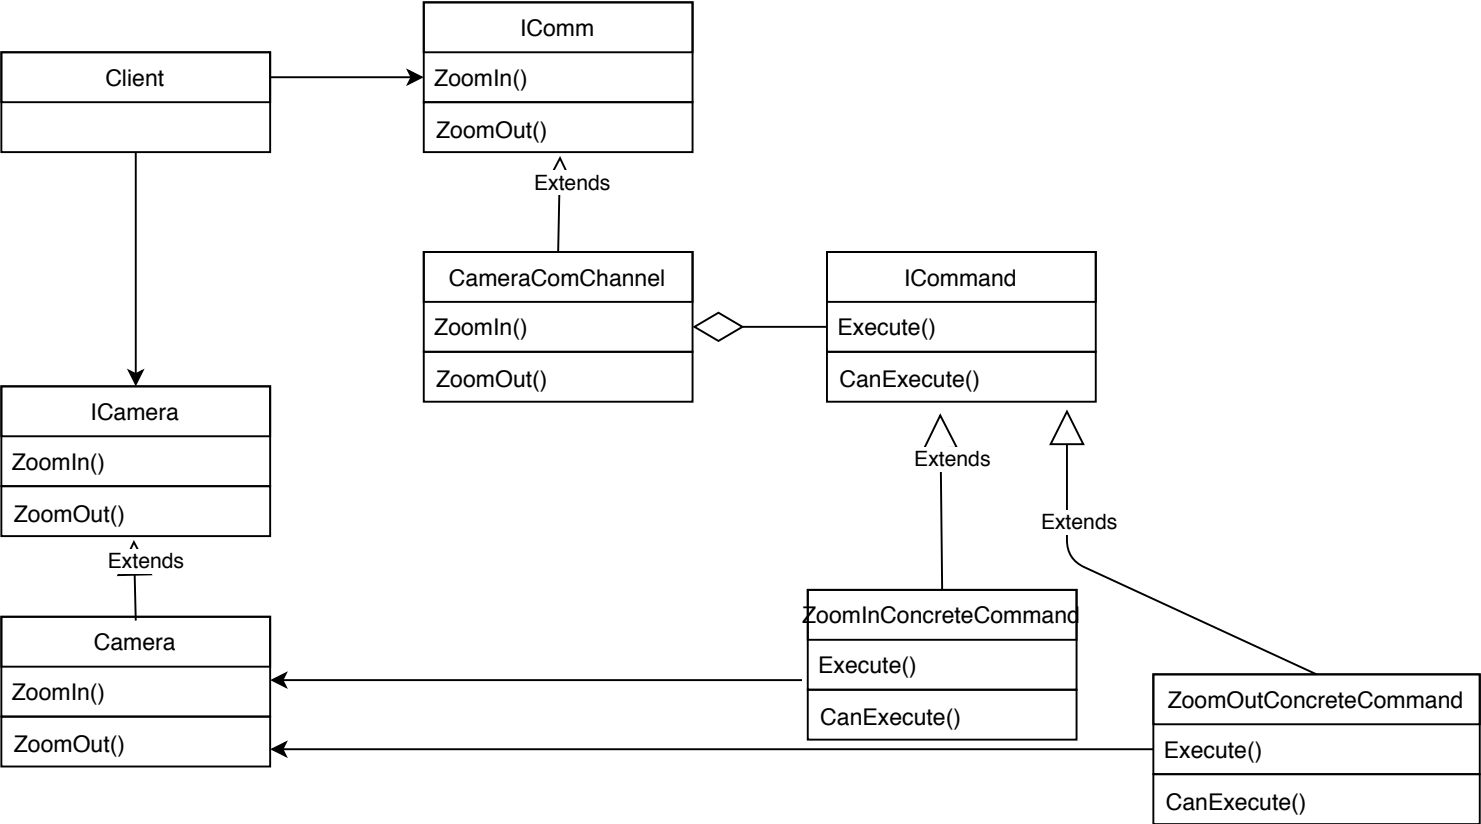 IComm
ZoomIn()
ZoomOut()
Client
Extends
CameraComChannel
ZoomIn()
ZoomOut()
ICommand
Execute()
CanExecute()
ICamera
ZoomIn()
ZoomOut()
Extends
Extends
Extends
Camera
ZoomIn()
ZoomOut()
ZoomInConcreteCommand
Execute()
CanExecute()
ZoomOutConcreteCommand
Execute()
CanExecute()